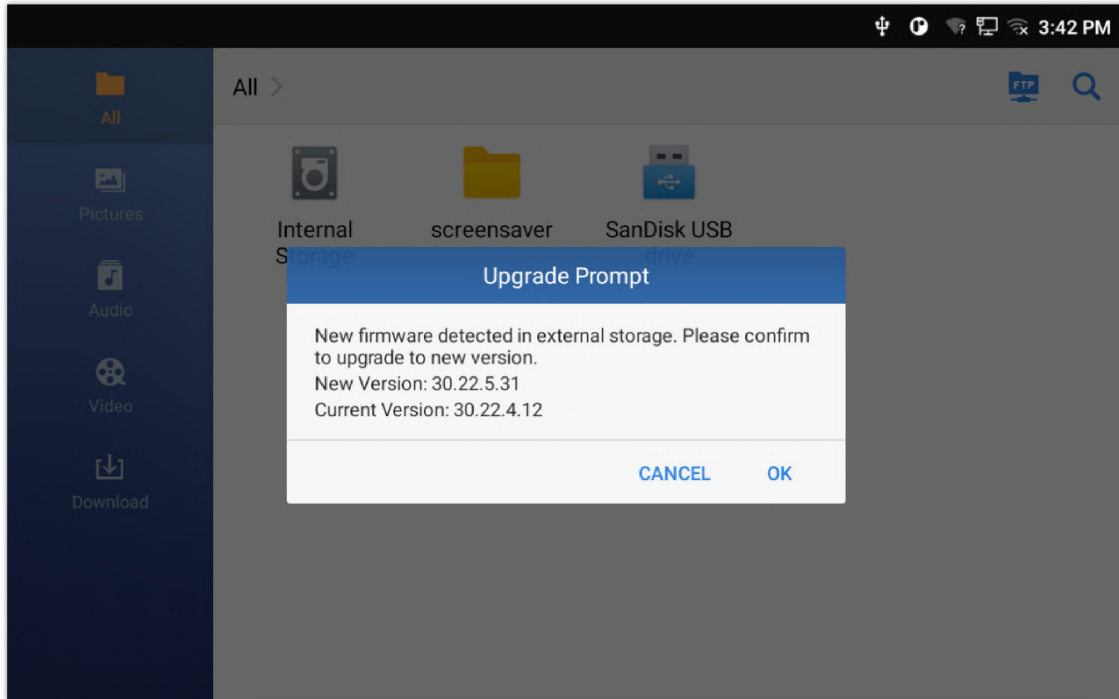 3:42 PM
All
All
FTP
Pictures
Audio
Video
Download
Internal
Storage
screensaver
SanDisk USB
drive
Upgrade Prompt
New firmware detected in external storage. Please confirm
to upgrade to new version.
New Version: 30.22.5.31
Current Version: 30.22.4.12
CANCEL OK